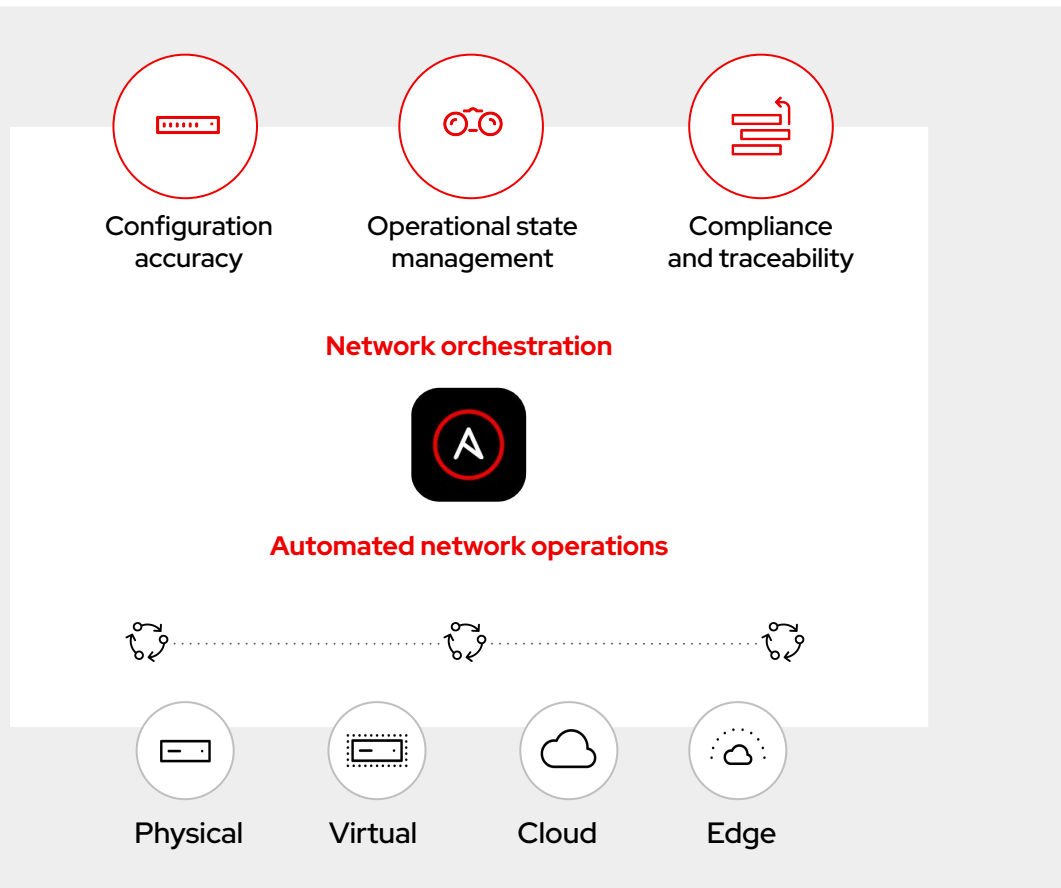 Configuration
accuracy
Operational state
management
Compliance
and traceability
Network orchestration
Automated network operations
Physical
Virtual
Cloud
Edge